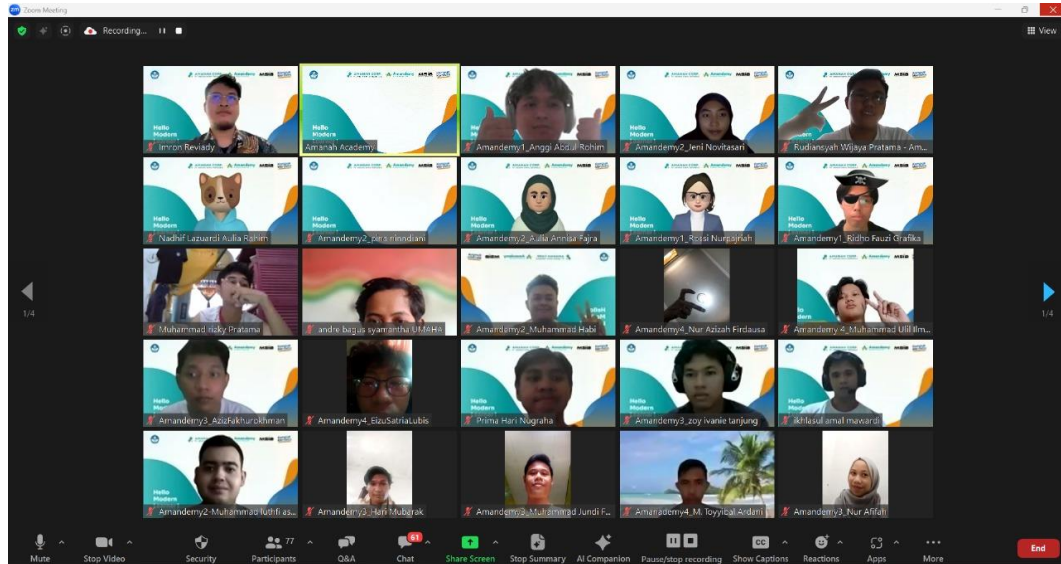 Zoom Meeting
Recording...
View
Hello
Modern
Imron Reviady
Amanah Academy
Amandemy1_Anggi Abdul Rohim
Amandemy2_Jeni Novitasari
Rudiansyah Wijaya Pratama - Am...
Nadhif Lazuardi Aulia Rahim
Amandemy2_Aulia Annisa Fajra
Amandemy1_Rossi Nurpajriah
Amandemy1_Ridho Fauzi Grafika
Muhammad rizky Pratama
andre bagus syamantha UMAHA
Amandemy2_Muhammad Habi
Amandemy4_Nur Azizah Firdausa
Amandemy 4_Muhammad Ulil Ilm...
1/4
1/4
Amandemy3_AzizFakhurokhman
Amandemy4_EizuSatriaLubis
Prima Hari Nugraha
Amandemy3_zoy ivanie tanjung
ikhlasul amal mawardi
Amandemy2-Muhammad luthfi as...
Amandemy3_Hari Mubarak
Amandemy3_Muhammad Jundi F...
Amanademy4_M. Toyyibal Ardani
Amandemy3_Nur Afifah
Mute
Stop Video
Security
Participants
77
Q&A
Chat
61
Share Screen
Stop Summary
AI Companion
Pause/stop recording
Show Captions
CC
Reactions
Apps
More
End